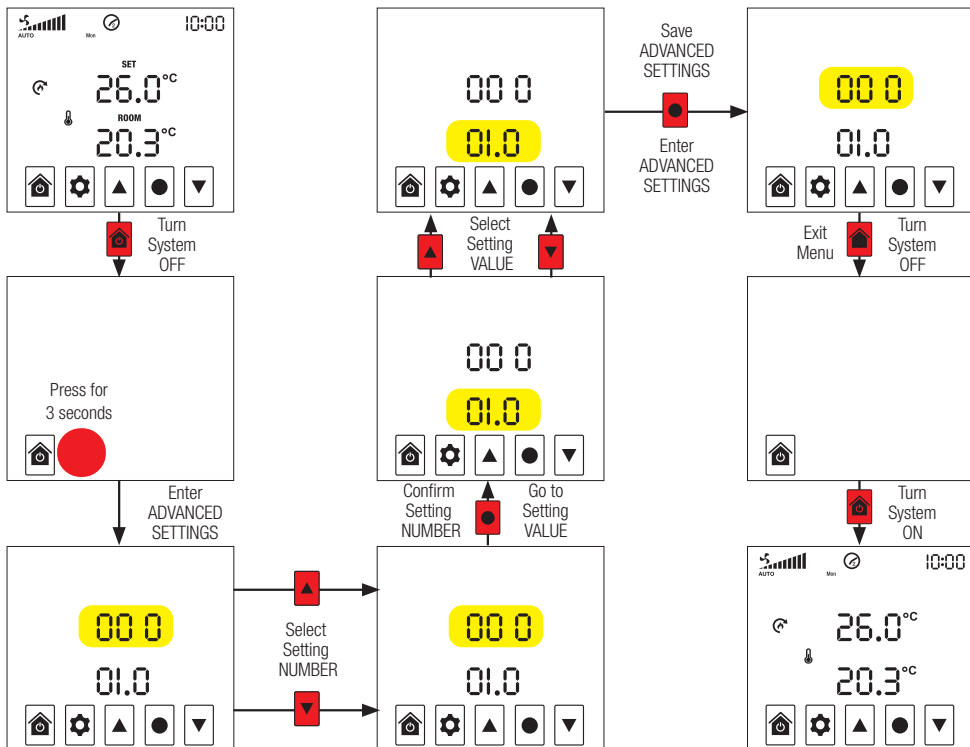 AUTO
Mon
10:00
SET
26.0°C
ROOM
20.3°C
Turn
System
OFF
Press for
3 seconds
Enter
ADVANCED
SETTINGS
00 0
01.0
Select
Setting
NUMBER
00 0
01.0
Confirm
Setting
NUMBER
Go to
Setting
VALUE
00 0
01.0
Select
Setting
VALUE
00 0
01.0
Save
ADVANCED
SETTINGS
Enter
ADVANCED
SETTINGS
00 0
01.0
Exit
Menu
Turn
System
OFF
Turn
System
ON
AUTO
Mon
10:00
26.0°C
20.3°C